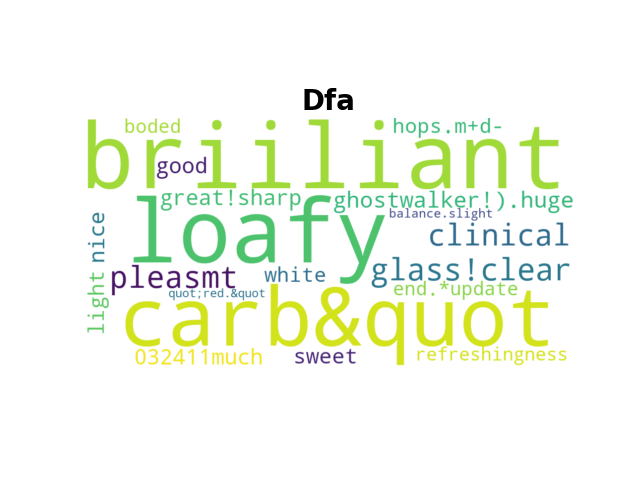 Dfa
boded hops.m+d-
briiliant
good
great!sharp ghostwalker!).huge
loafy balance.slight
nice clinical
pleasmt white glass!clear
light quot;red.&quot end.*update
carb&quot
032411much sweet refreshingness